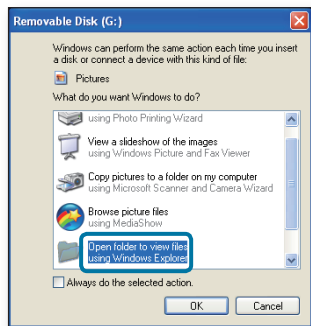 Removable Disk (G:)
Windows can perform the same action each time you insert
a disk or connect a device with this kind of file:
Pictures
What do you want Windows to do?
using Photo Printing Wizard
View a slideshow of the images
using Windows Picture and Fax Viewer
Copy pictures to a folder on my computer
using Microsoft Scanner and Camera Wizard
Browse picture files
using MediaShow
Open folder to view files
using Windows Explorer
Always do the selected action.
OK
Cancel